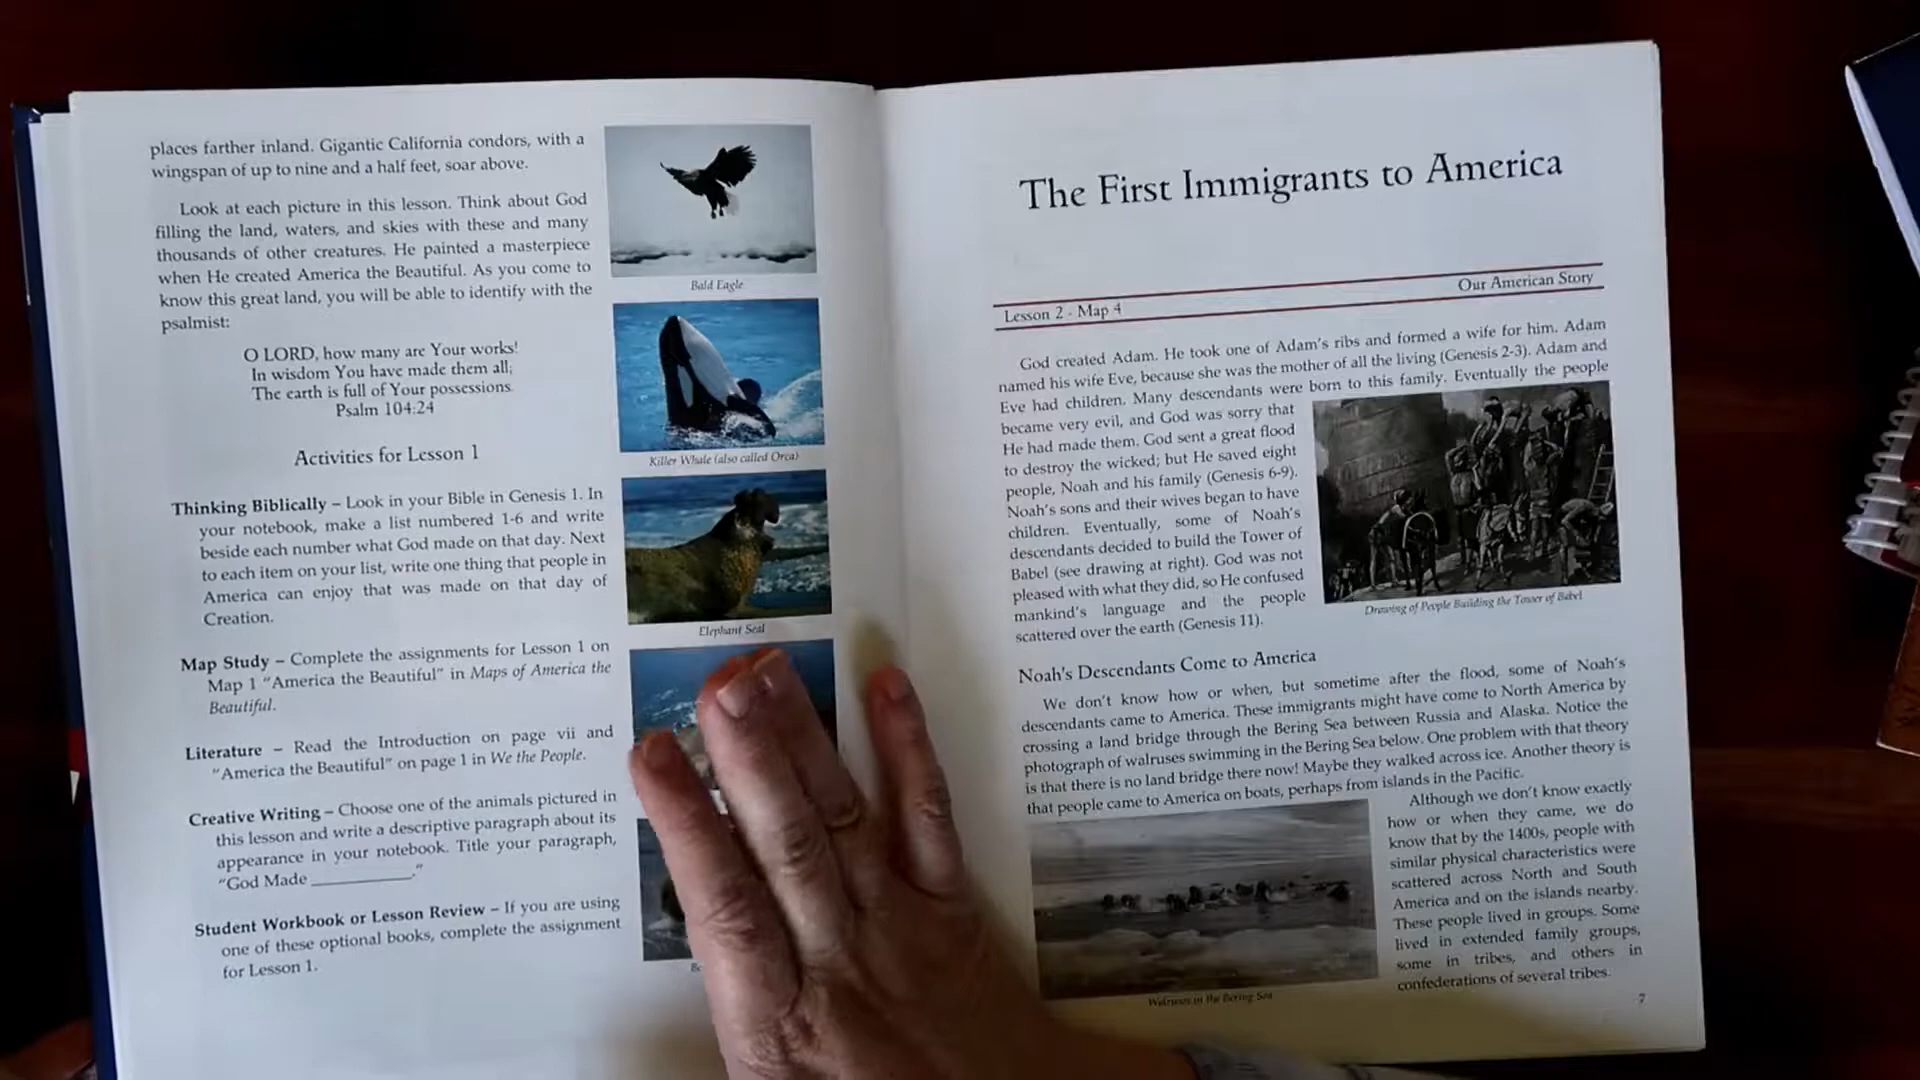 places farther inland. Gigantic California condors, with a
wingspan of up to nine and a half feet, soar above.
Look at each picture in this lesson. Think about God
filling the land, waters, and skies with these and many
thousands of other creatures. He painted a masterpiece
when He created America the Beautiful. As you come to
know this great land, you will be able to identify with the
psalmist:
O LORD, how many are Your works!
In wisdom You have made them all;
The earth is full of Your possessions.
Psalm 104:24
Activities for Lesson 1
Thinking Biblically – Look in your Bible in Genesis 1. In
your notebook, make a list numbered 1-6 and write
beside each number what God made on that day. Next
to each item on your list, write one thing that people in
America can enjoy that was made on that day of
Creation.
Map Study – Complete the assignments for Lesson 1 on
Map 1 "America the Beautiful" in Maps of America the
Beautiful.
Literature – Read the Introduction on page vii and
"America the Beautiful" on page 1 in We the People.
Creative Writing – Choose one of the animals pictured in
this lesson and write a descriptive paragraph about its
appearance in your notebook. Title your paragraph,
"God Made __________."
Student Workbook or Lesson Review – If you are using
one of these optional books, complete the assignment
for Lesson 1.
Bald Eagle
Killer Whale (also called Orca)
Elephant Seal
The First Immigrants to America
Our American Story
Lesson 2 - Map 4
God created Adam. He took one of Adam's ribs and formed a wife for him. Adam
named his wife Eve, because she was the mother of all the living (Genesis 2-3). Adam and
Eve had children. Many descendants were born to this family. Eventually the people
became very evil, and God was sorry that
He had made them. God sent a great flood
to destroy the wicked; but He saved eight
people, Noah and his family (Genesis 6-9).
Noah's sons and their wives began to have
children. Eventually, some of Noah's
descendants decided to build the Tower of
Babel (see drawing at right). God was not
pleased with what they did, so He confused
mankind's language and the people
scattered over the earth (Genesis 11).
Drawing of People Building the Tower of Babel
Noah's Descendants Come to America
We don't know how or when, but sometime after the flood, some of Noah's
descendants came to America. These immigrants might have come to North America by
crossing a land bridge through the Bering Sea between Russia and Alaska. Notice the
photograph of walruses swimming in the Bering Sea below. One problem with that theory
is that there is no land bridge there now! Maybe they walked across ice. Another theory is
that people came to America on boats, perhaps from islands in the Pacific.
Although we don't know exactly
how or when they came, we do
know that by the 1400s, people with
similar physical characteristics were
scattered across North and South
America and on the islands nearby.
These people lived in groups. Some
lived in extended family groups,
some in tribes, and others in
confederations of several tribes.
Walruses in the Bering Sea
7